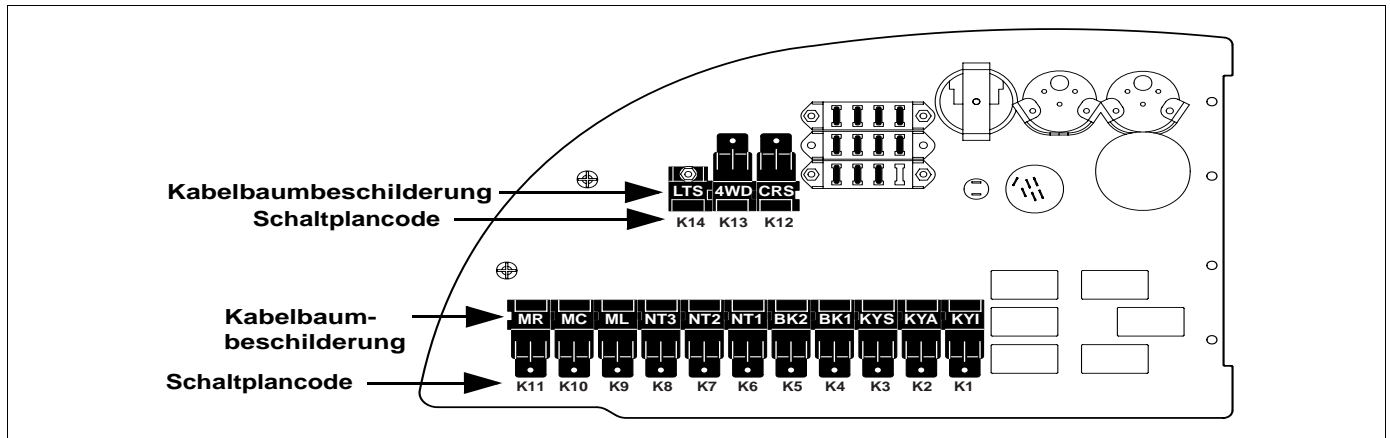 Kabelbaumbeschilderung
LTS 4WD CRS
Schaltplancode
K14 K13 K12
Kabelbaum-
beschilderung
MR MC ML NT3 NT2 NT1 BK2 BK1 KYS KYA KYI
Schaltplancode
K11 K10 K9 K8 K7 K6 K5 K4 K3 K2 K1